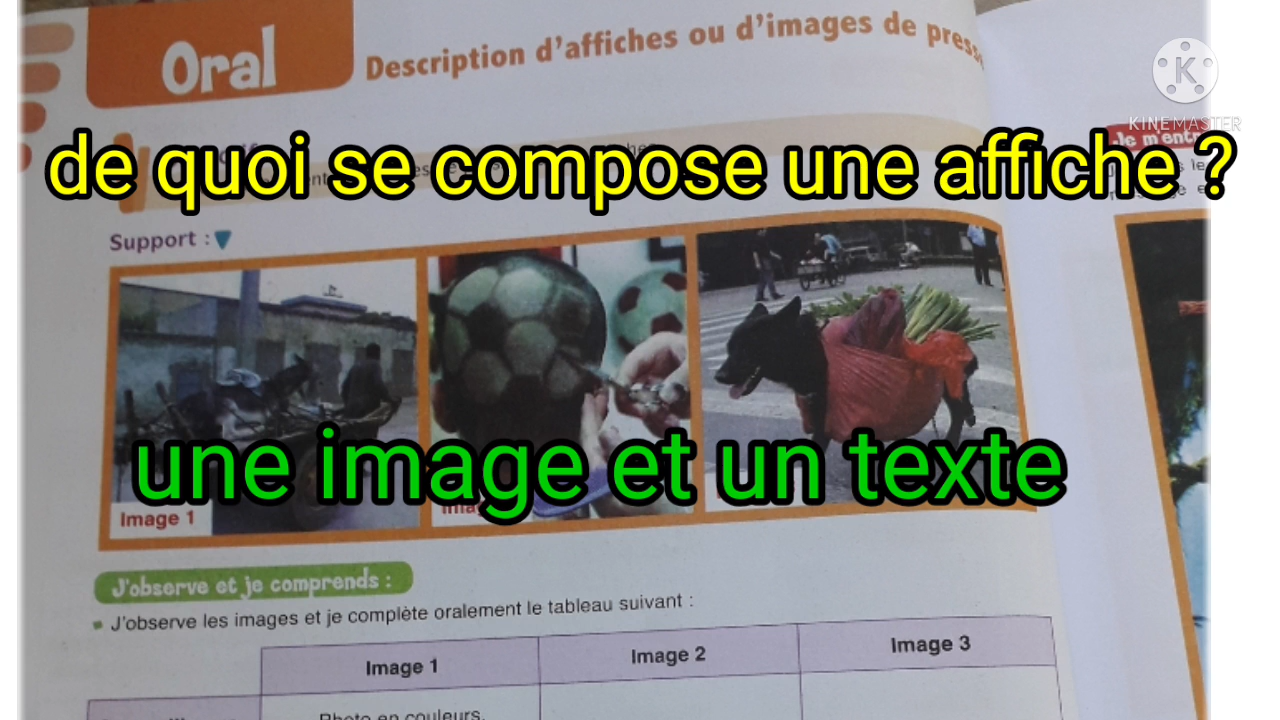 Oral
Description d'affiches ou d'images de
KINEMASTER
de quoi se compose une affiche ?
Support :
une image et un texte
Image 1
J'observe et je comprends :
J'observe les images et je complète oralement le tableau suivant :
Image 1
Image 2
Image 3
Photo en couleurs.